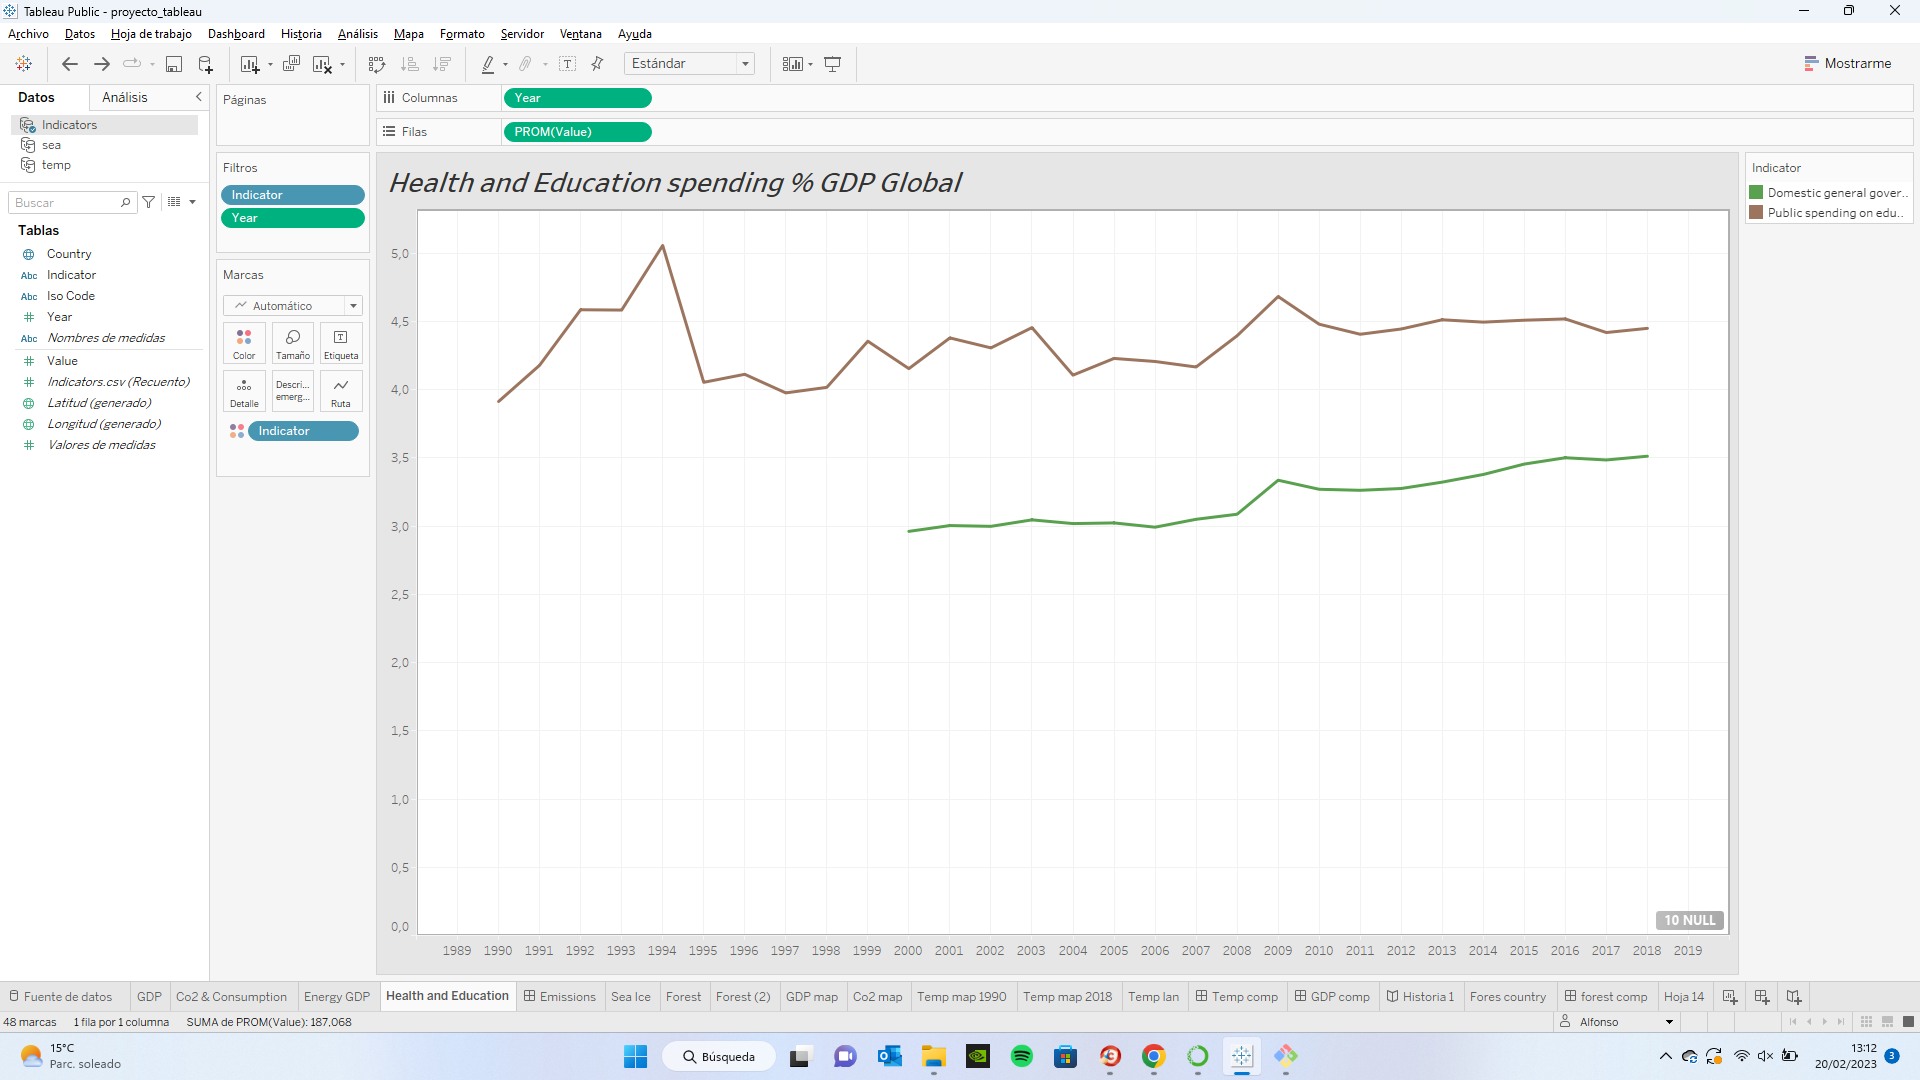 Tableau Public - proyecto_tableau
Archivo Datos Hoja de trabajo Dashboard Historia Análisis Mapa Formato Servidor Ventana Ayuda
Estándar
Mostrarme
Datos Análisis
Indicators
sea
temp
Buscar
Tablas
Country
Abc Indicator
Abc Iso Code
Year
Abc Nombres de medidas
Value
Indicators.csv (Recuento)
Latitud (generado)
Longitud (generado)
Valores de medidas
Páginas
Filtros
Indicator
Year
Marcas
Automático
Color Tamaño Etiqueta
Detalle Descri... emerg... Ruta
Indicator
Columnas Year
Filas PROM(Value)
Health and Education spending % GDP Global
5,0
4,5
4,0
3,5
3,0
2,5
2,0
1,5
1,0
0,5
0,0
10 NULL
1989 1990 1991 1992 1993 1994 1995 1996 1997 1998 1999 2000 2001 2002 2003 2004 2005 2006 2007 2008 2009 2010 2011 2012 2013 2014 2015 2016 2017 2018 2019
Indicator
Domestic general gover..
Public spending on edu..
Fuente de datos GDP Co2 & Consumption Energy GDP Health and Education Emissions Sea Ice Forest Forest (2) GDP map Co2 map Temp map 1990 Temp map 2018 Temp lan Temp comp GDP comp Historia 1 Fores country forest comp Hoja 14
48 marcas 1 fila por 1 columna SUMA de PROM(Value): 187,068
Alfonso
15°C
Parc. soleado
Búsqueda
13:12
20/02/2023
3